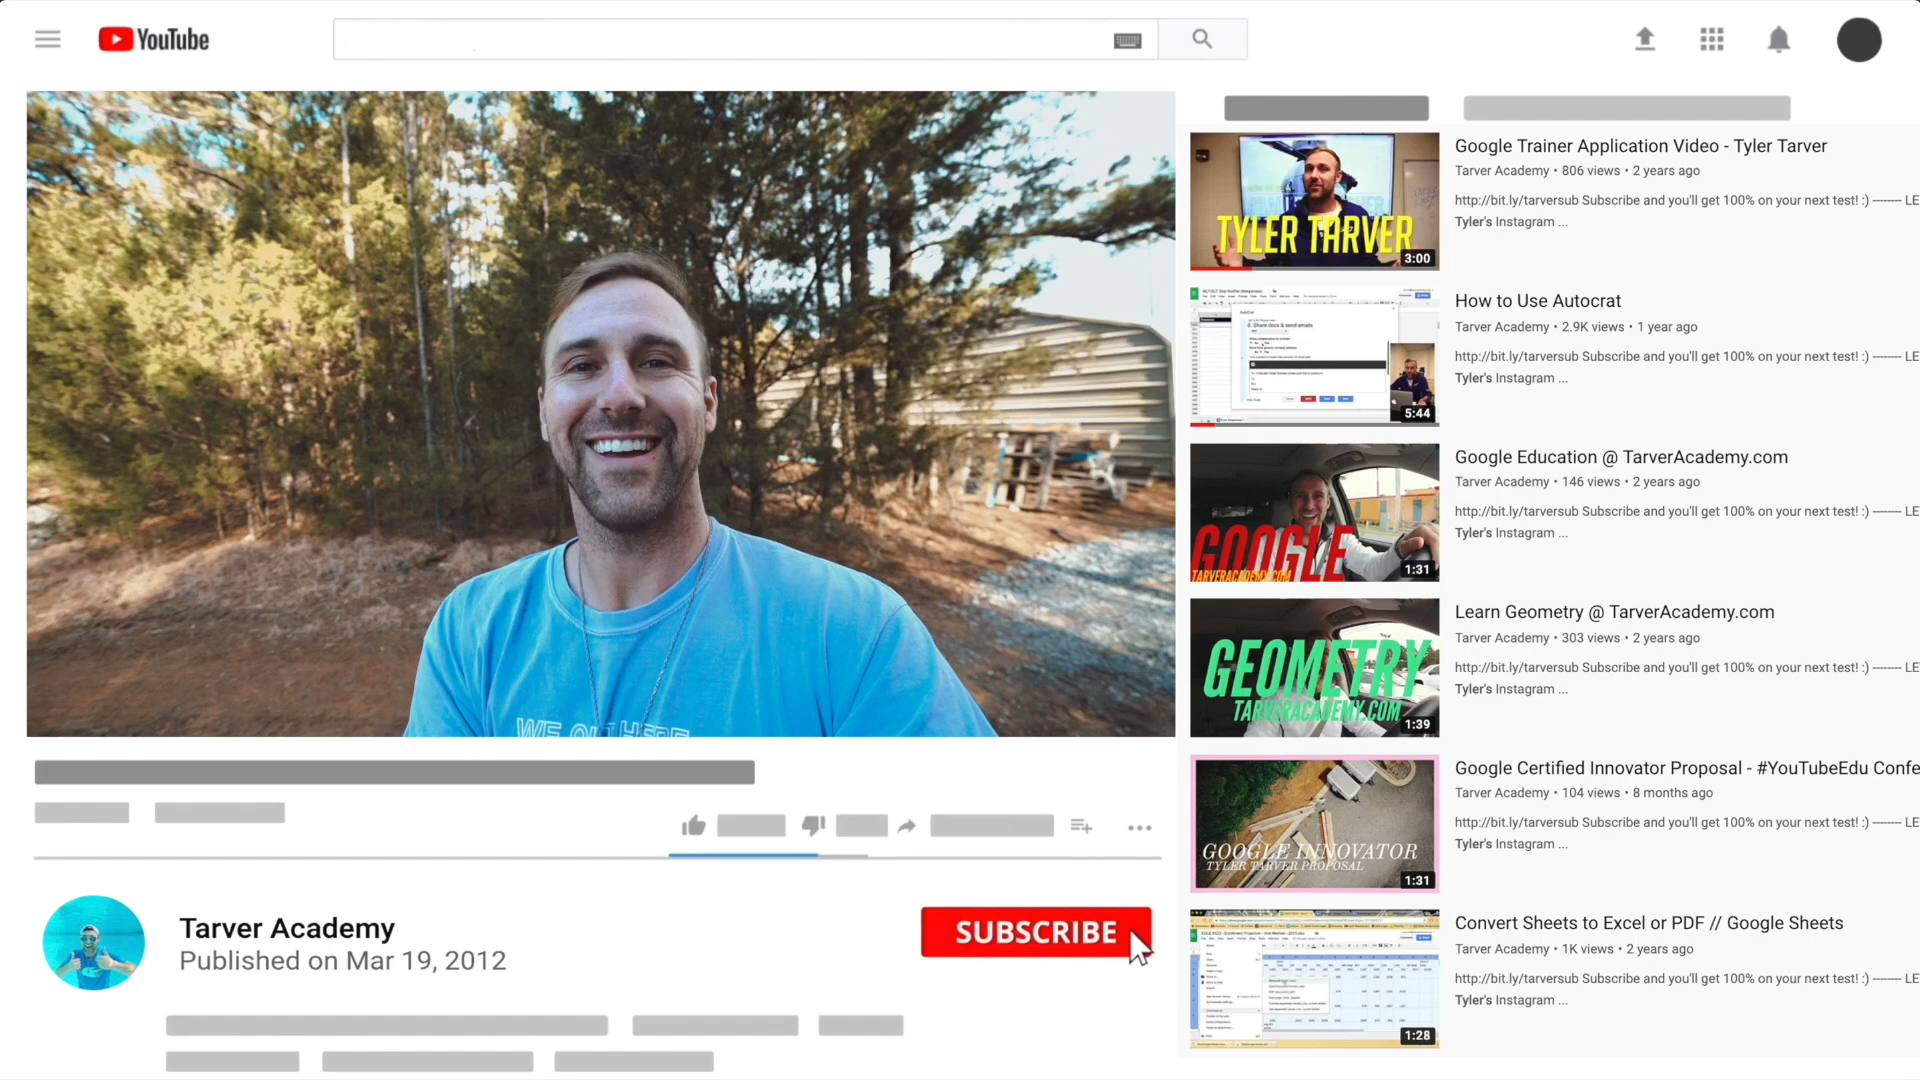 YouTube
WE OUT HERE
Tarver Academy
Published on Mar 19, 2012
SUBSCRIBE
TYLER TARVER
3:00
Google Trainer Application Video - Tyler Tarver
Tarver Academy • 806 views • 2 years ago
http://bit.ly/tarversub Subscribe and you'll get 100% on your next test! :) -------- LE
Tyler's Instagram ...
8. Share docs & send emails
5:44
How to Use Autocrat
Tarver Academy • 2.9K views • 1 year ago
http://bit.ly/tarversub Subscribe and you'll get 100% on your next test! :) -------- LE
Tyler's Instagram ...
GOOGLE
TARVERACADEMY.COM
1:31
Google Education @ TarverAcademy.com
Tarver Academy • 146 views • 2 years ago
http://bit.ly/tarversub Subscribe and you'll get 100% on your next test! :) -------- LE
Tyler's Instagram ...
GEOMETRY
TARVERACADEMY.COM
1:39
Learn Geometry @ TarverAcademy.com
Tarver Academy • 303 views • 2 years ago
http://bit.ly/tarversub Subscribe and you'll get 100% on your next test! :) -------- LE
Tyler's Instagram ...
GOOGLE INNOVATOR
TYLER TARVER PROPOSAL
1:31
Google Certified Innovator Proposal - #YouTubeEdu Confe
Tarver Academy • 104 views • 8 months ago
http://bit.ly/tarversub Subscribe and you'll get 100% on your next test! :) -------- LE
Tyler's Instagram ...
1:28
Convert Sheets to Excel or PDF // Google Sheets
Tarver Academy • 1K views • 2 years ago
http://bit.ly/tarversub Subscribe and you'll get 100% on your next test! :) -------- LE
Tyler's Instagram ...